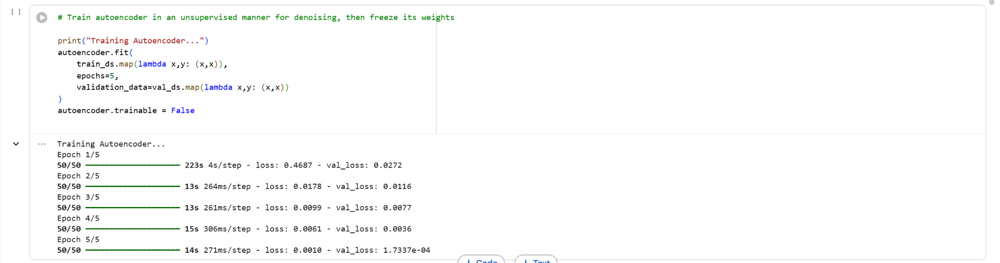 [ ]
# Train autoencoder in an unsupervised manner for denoising, then freeze its weights
print("Training Autoencoder...")
autoencoder.fit(
    train_ds.map(lambda x,y: (x,x)),
    epochs=5,
    validation_data=val_ds.map(lambda x,y: (x,x))
)
autoencoder.trainable = False
Training Autoencoder...
Epoch 1/5
50/50 ━━━━━━━━━━━━━━━━━━━━ 223s 4s/step - loss: 0.4687 - val_loss: 0.0272
Epoch 2/5
50/50 ━━━━━━━━━━━━━━━━━━━━ 13s 264ms/step - loss: 0.0178 - val_loss: 0.0116
Epoch 3/5
50/50 ━━━━━━━━━━━━━━━━━━━━ 13s 261ms/step - loss: 0.0099 - val_loss: 0.0077
Epoch 4/5
50/50 ━━━━━━━━━━━━━━━━━━━━ 15s 306ms/step - loss: 0.0061 - val_loss: 0.0036
Epoch 5/5
50/50 ━━━━━━━━━━━━━━━━━━━━ 14s 271ms/step - loss: 0.0010 - val_loss: 1.7337e-04
+ Code + Text